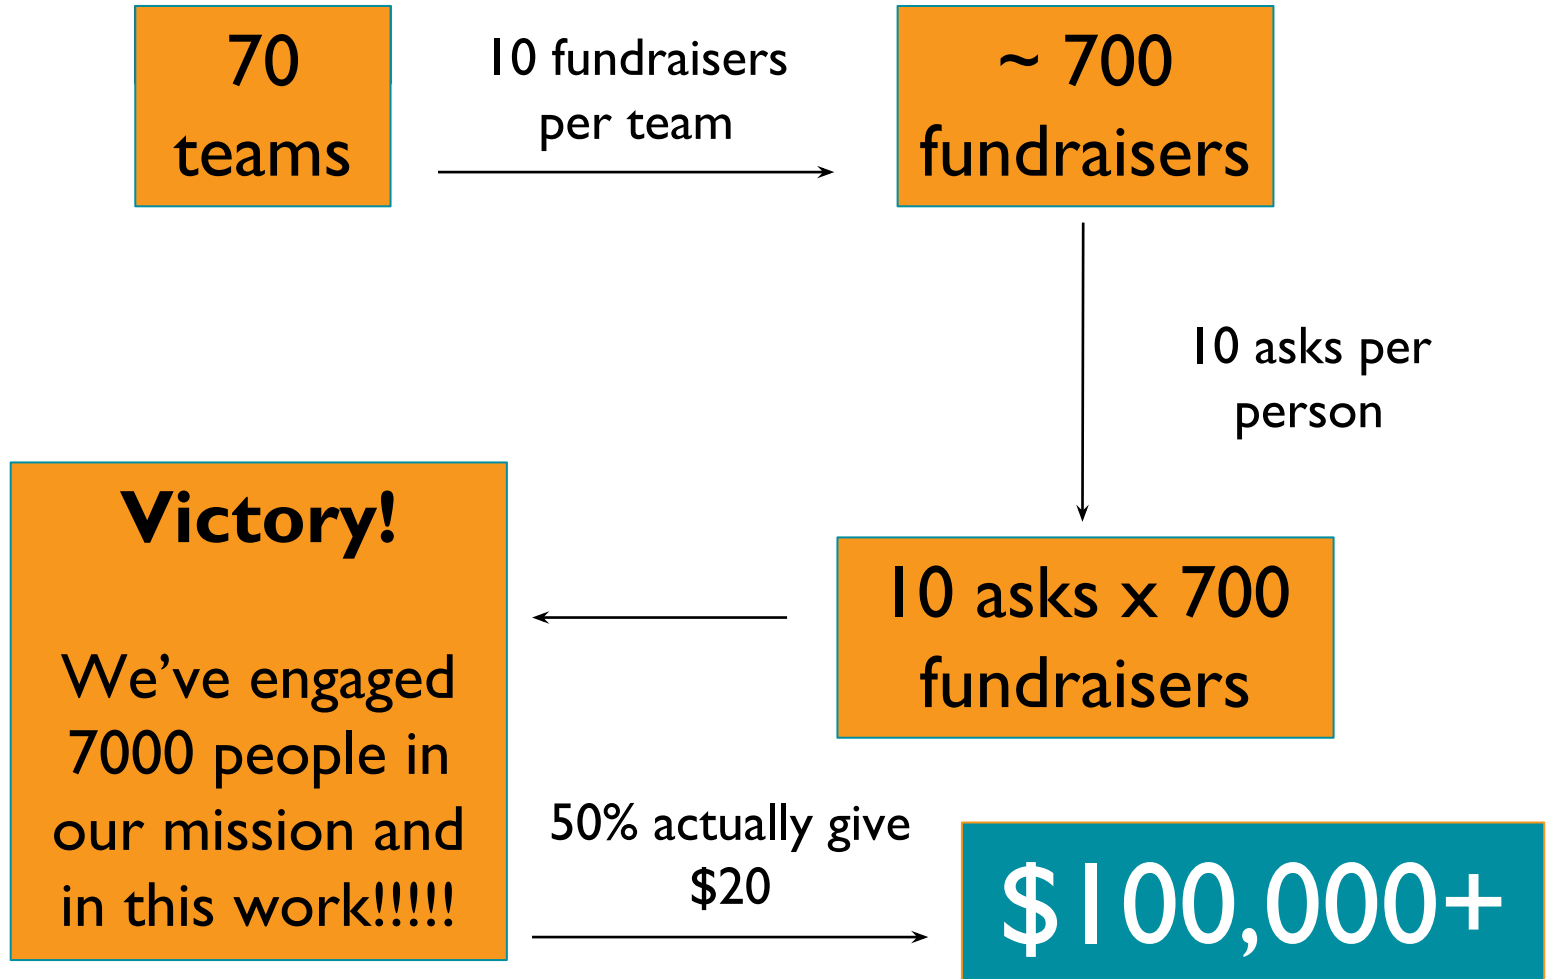 70
teams
10 fundraisers
per team
~ 700
fundraisers
10 asks per
person
10 asks x 700
fundraisers
Victory!
We’ve engaged
7000 people in
our mission and
in this work!!!!!
50% actually give
$20
$100,000+